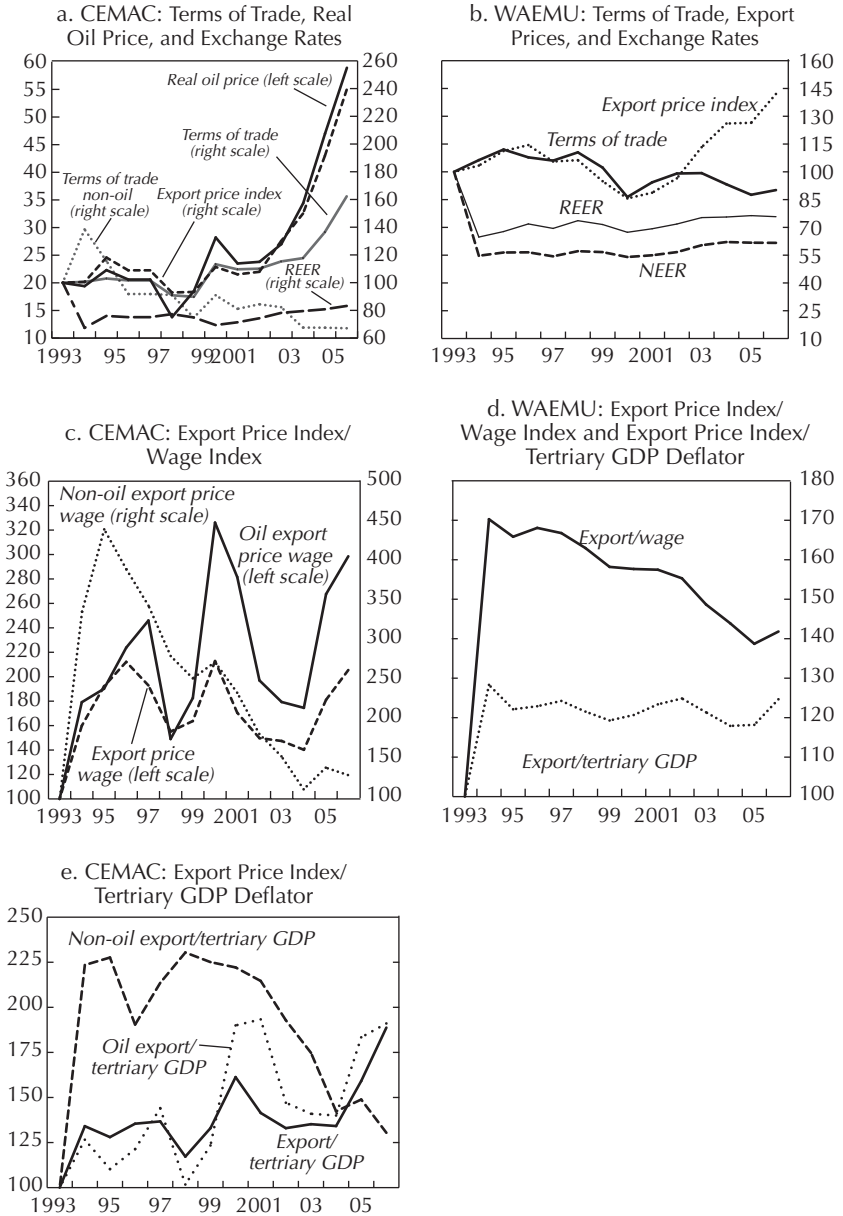 a. CEMAC: Terms of Trade, Real
Oil Price, and Exchange Rates
60
55
50
45
40
35
30
25
20
15
10
260
240
220
200
180
160
140
120
100
80
60
Real oil price (left scale)
Terms of trade
(right scale)
Terms of trade
non-oil
(right scale)
Export price index
(right scale)
REER
(right scale)
1993 95 97 992001 03 05
b. WAEMU: Terms of Trade, Export
Prices, and Exchange Rates
160
145
130
115
100
85
70
55
40
25
10
Export price index
Terms of trade
REER
NEER
1993 95 97 99 2001 03 05
c. CEMAC: Export Price Index/
Wage Index
360
340
320
300
280
260
240
220
200
180
160
140
120
100
500
450
400
350
300
250
200
150
100
Non-oil export price
wage (right scale)
Oil export
price wage
(left scale)
Export price
wage (left scale)
1993 95 97 99 2001 03 05
d. WAEMU: Export Price Index/
Wage Index and Export Price Index/
Tertriary GDP Deflator
180
170
160
150
140
130
120
110
100
Export/wage
Export/tertiary GDP
1993 95 97 99 2001 03 05
e. CEMAC: Export Price Index/
Tertriary GDP Deflator
250
225
200
175
150
125
100
Non-oil export/tertiary GDP
Oil export/
tertiary GDP
Export/
tertiary GDP
1993 95 97 99 2001 03 05